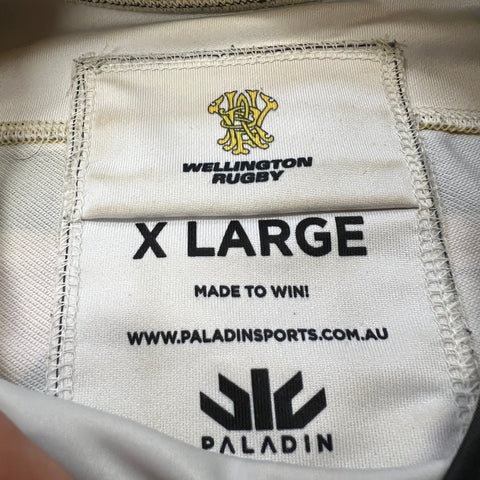 WELLINGTON
RUGBY
X LARGE
MADE TO WIN!
WWW.PALADINSPORTS.COM.AU
PALADIN